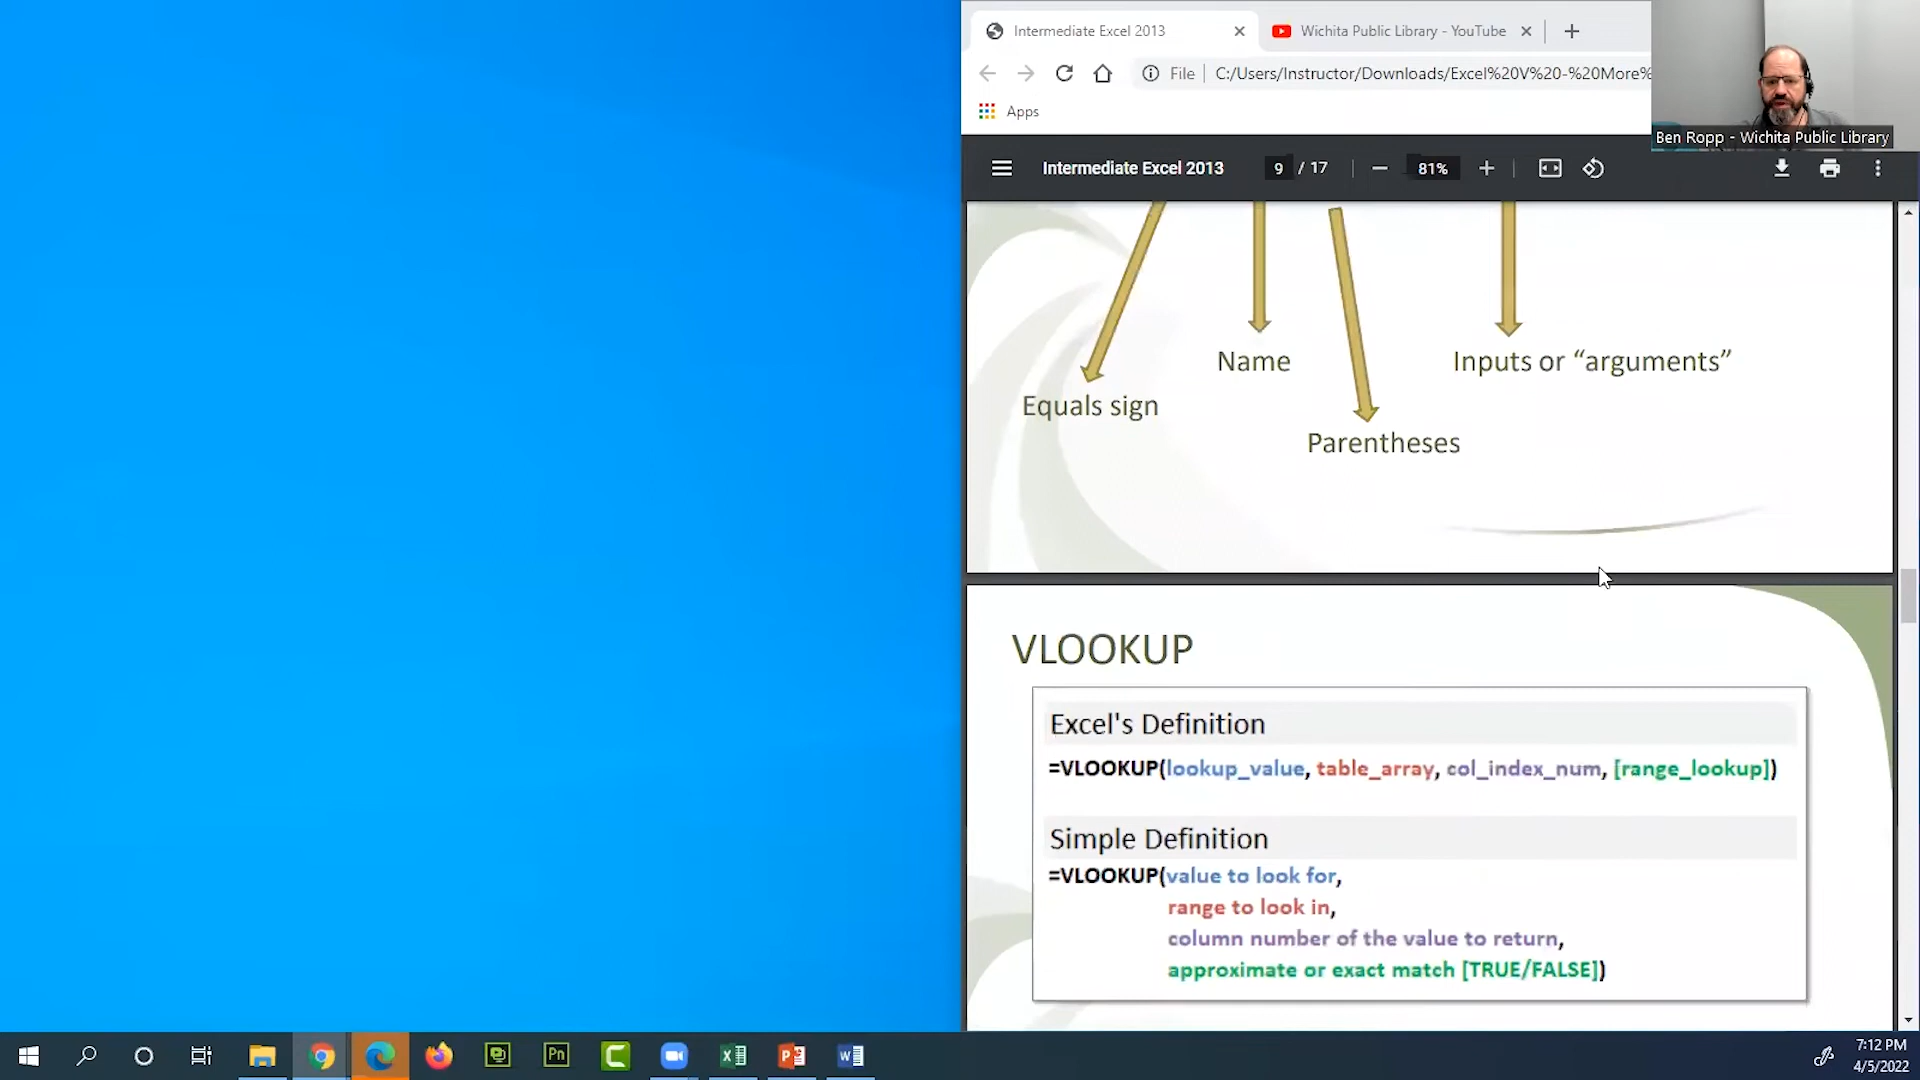 Intermediate Excel 2013
Wichita Public Library - YouTube
File
C:/Users/Instructor/Downloads/Excel%20V%20-%20More%
Apps
Ben Ropp - Wichita Public Library
Intermediate Excel 2013
9 / 17
81%
Name
Inputs or “arguments”
Equals sign
Parentheses
VLOOKUP
Excel's Definition
=VLOOKUP(lookup_value, table_array, col_index_num, [range_lookup])
Simple Definition
=VLOOKUP(value to look for,
range to look in,
column number of the value to return,
approximate or exact match [TRUE/FALSE])
Pn
7:12 PM
4/5/2022